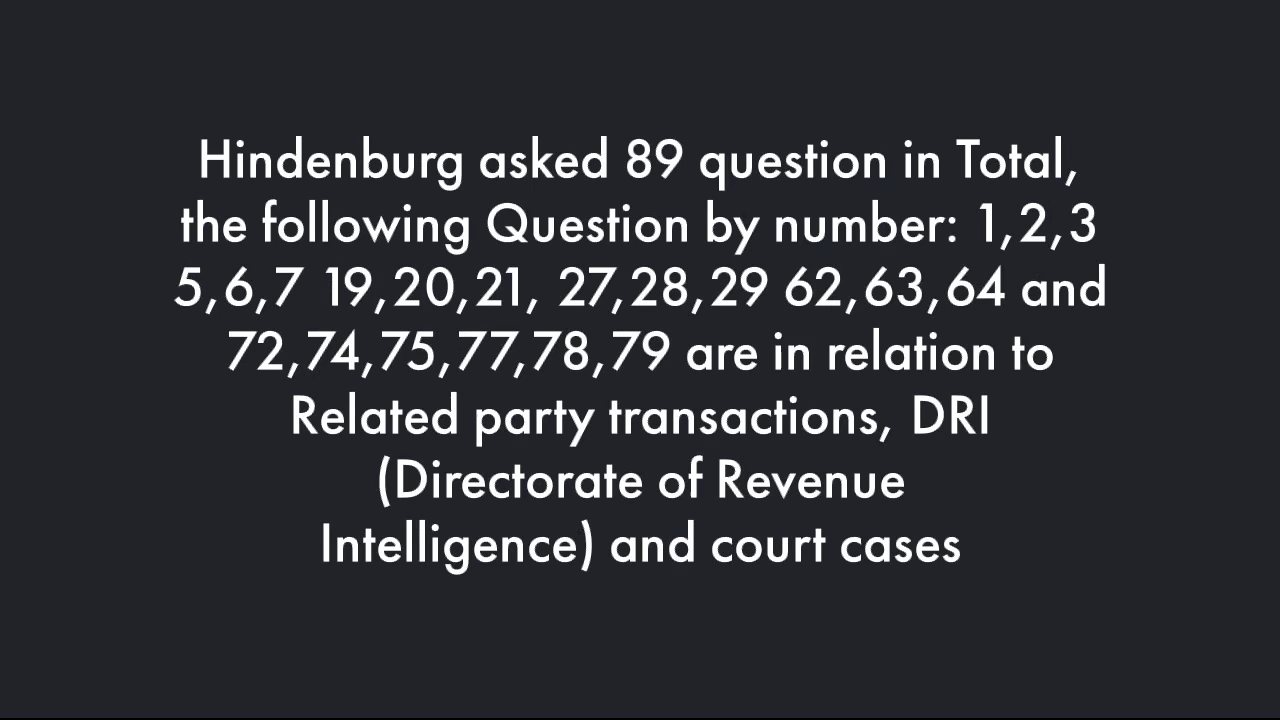 Hindenburg asked 89 question in Total,
the following Question by number: 1,2,3
5,6,7 19,20,21, 27,28,29 62,63,64 and
72,74,75,77,78,79 are in relation to
Related party transactions, DRI
(Directorate of Revenue
Intelligence) and court cases